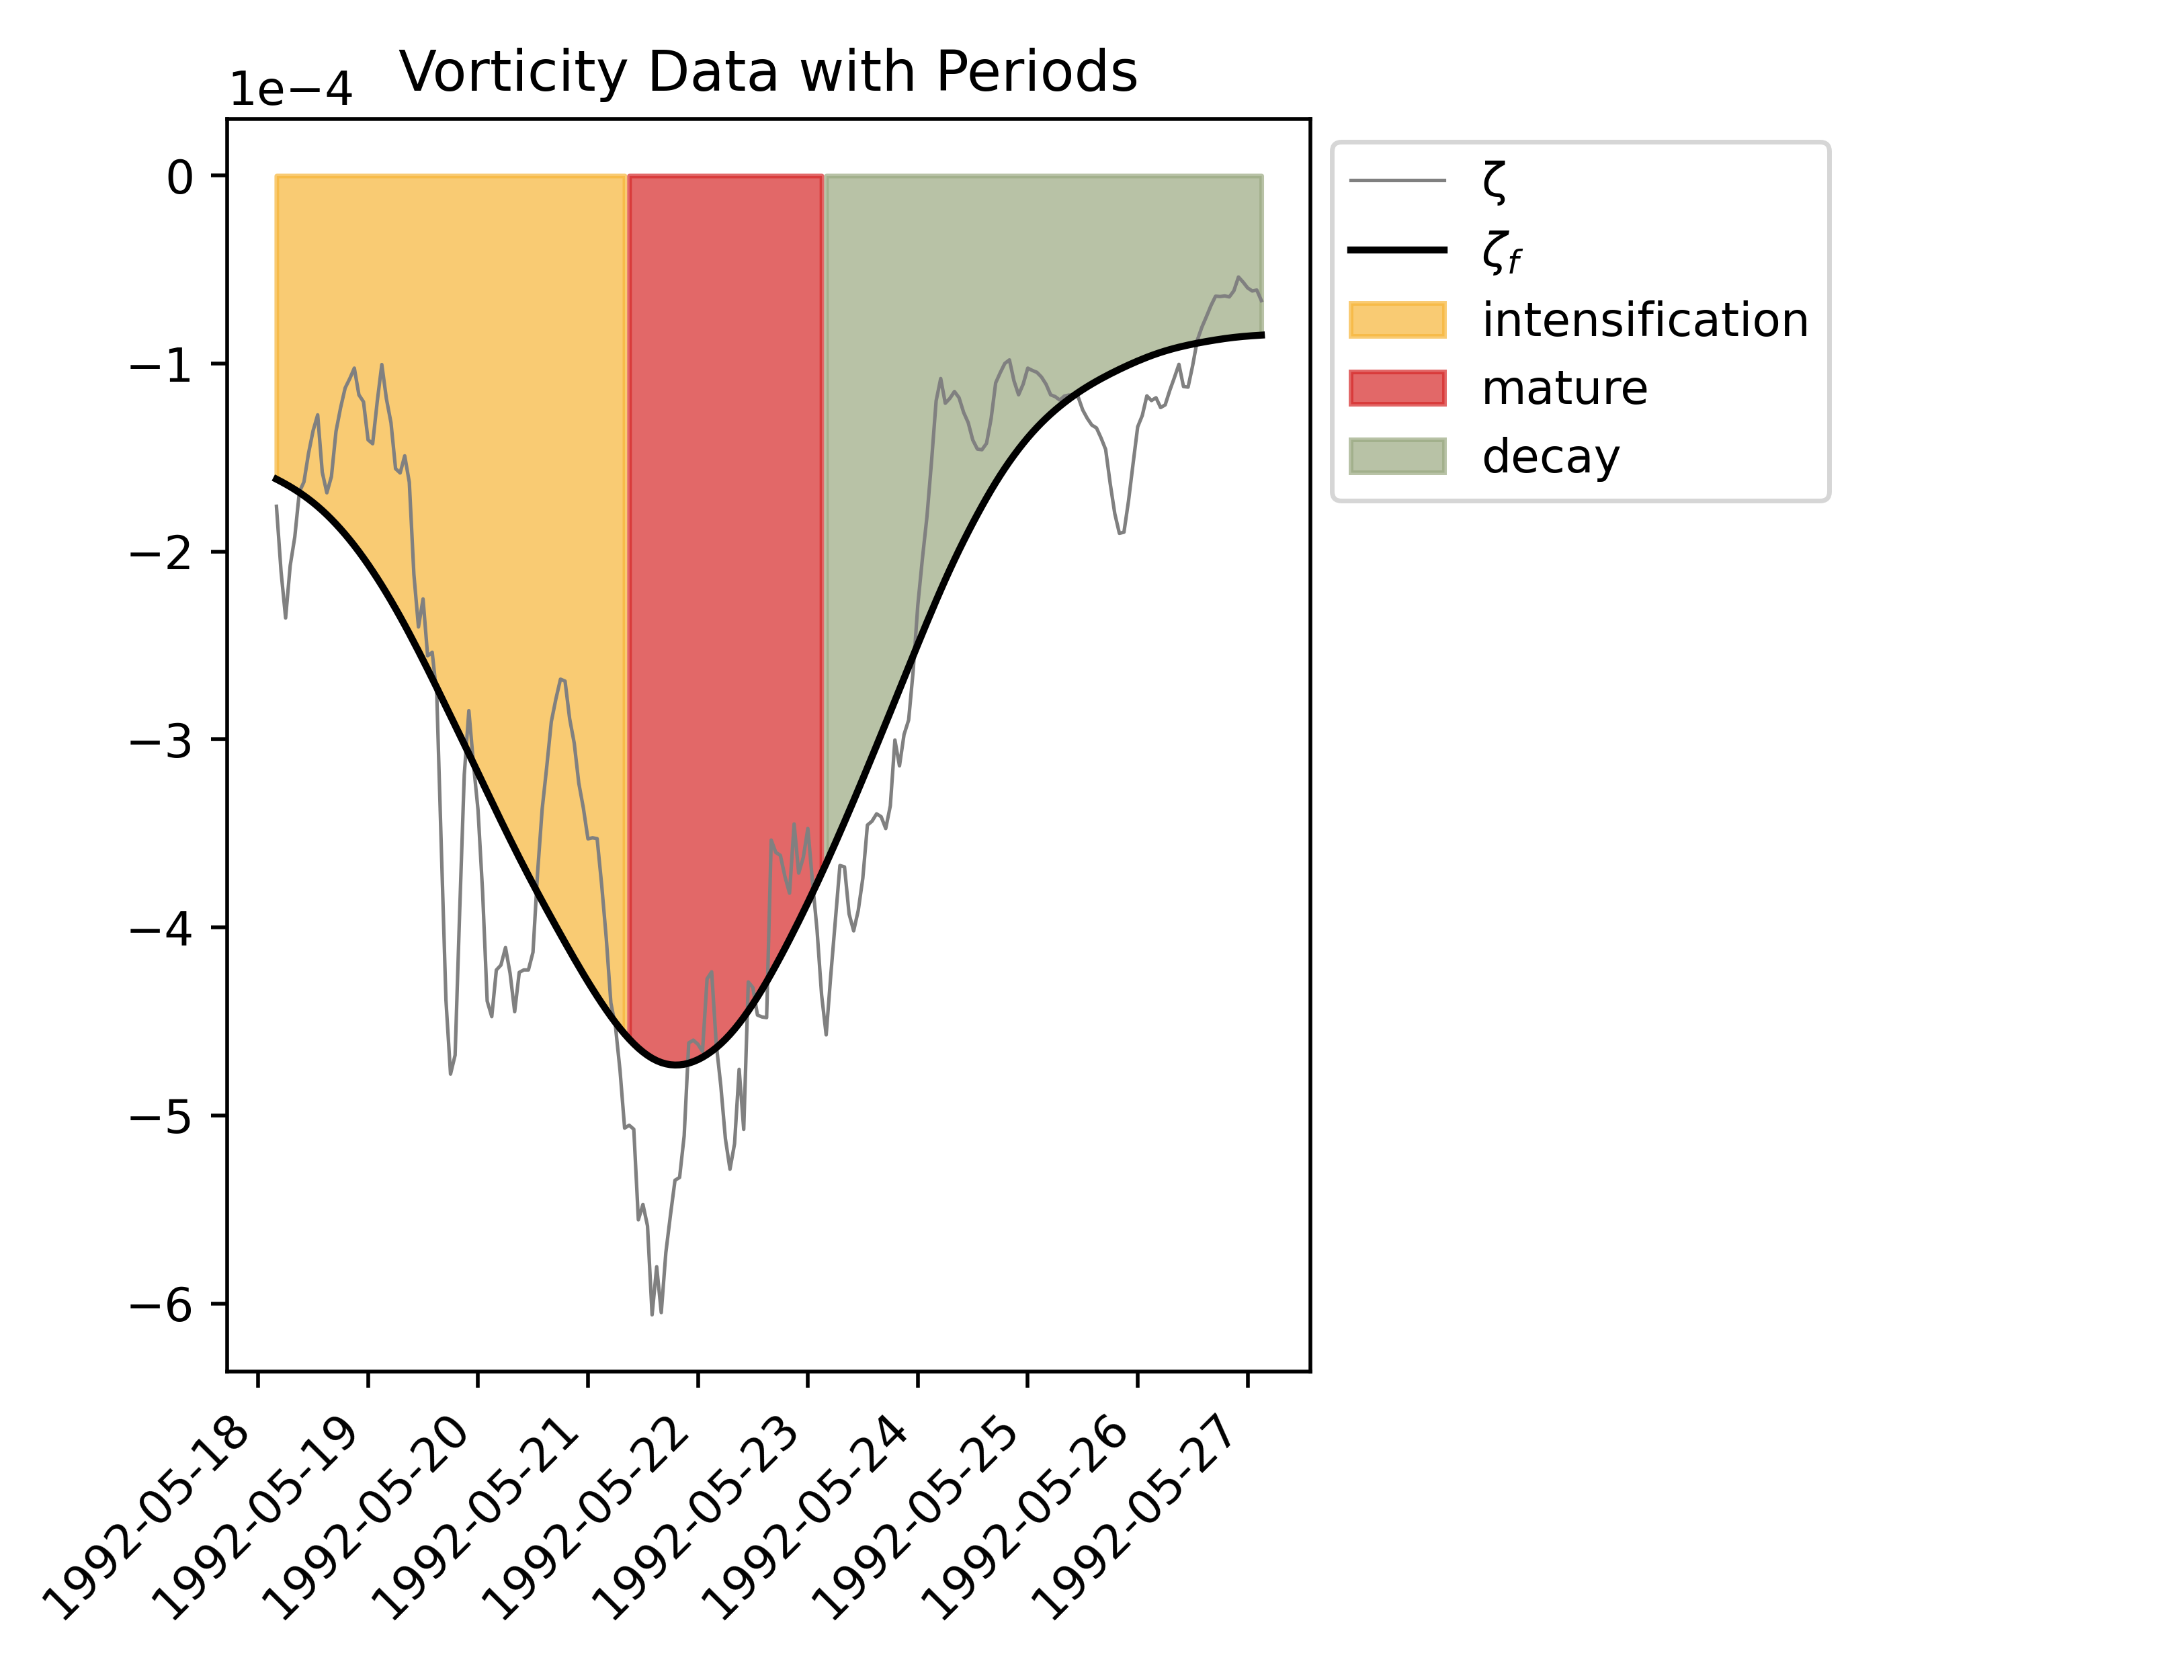 Vorticity Data with Periods
1e−4
0
−1
−2
−3
−4
−5
−6
1992-05-18
1992-05-19
1992-05-20
1992-05-21
1992-05-22
1992-05-23
1992-05-24
1992-05-25
1992-05-26
1992-05-27
ζ
ζf
intensification
mature
decay